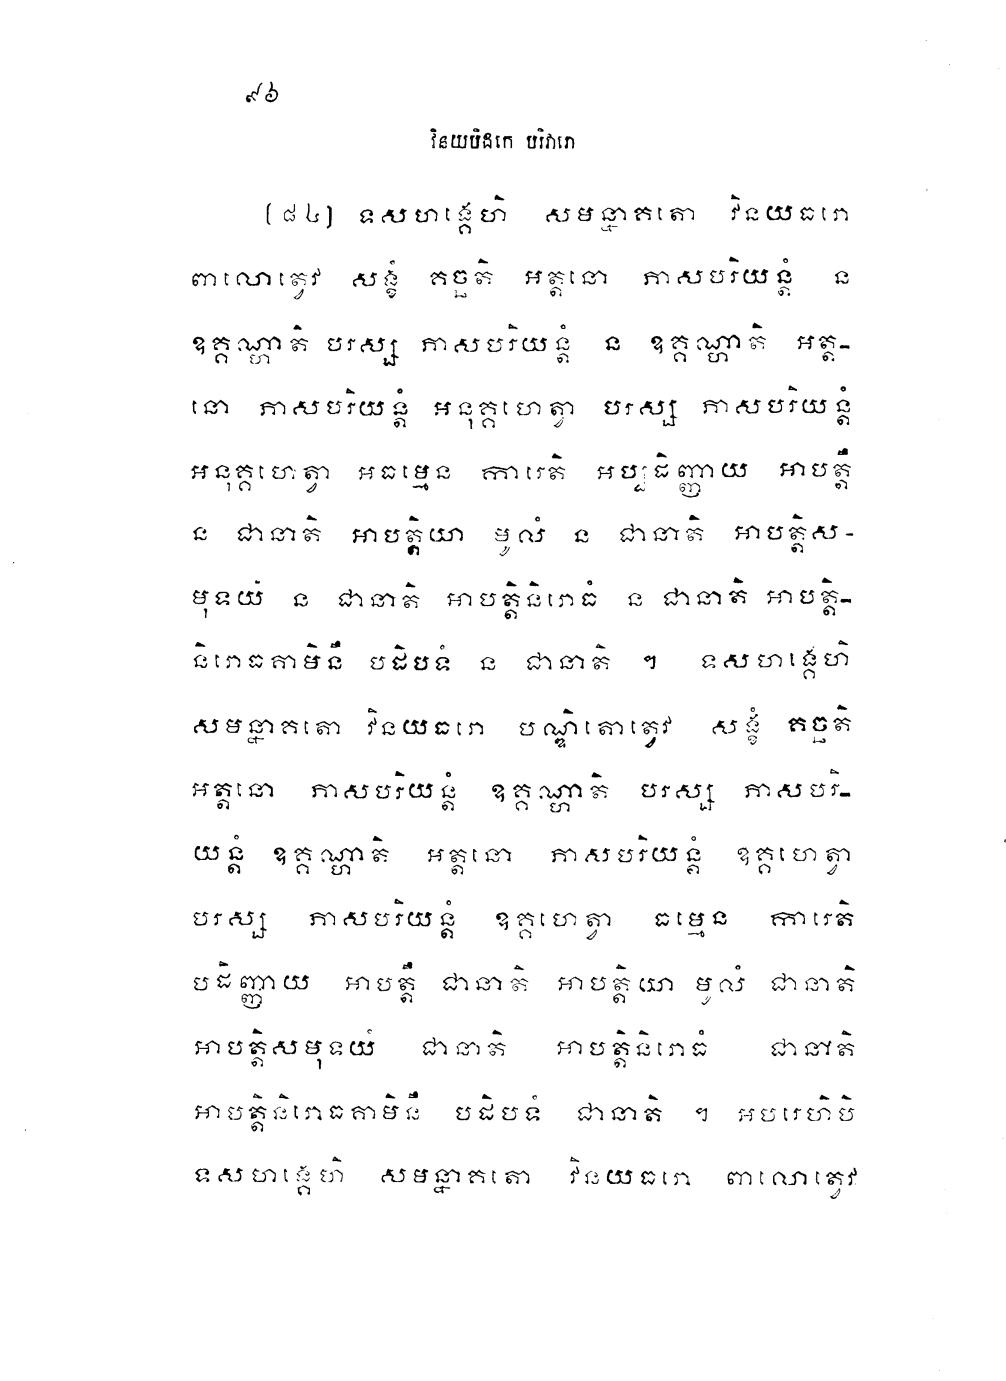 ៩៦
វិនយបិដកេ បរិវារោ
(៨៤) ទសហង្គេហិ សមន្នាគតោ វិនយធរោ
ពាលោត្វេវ សង្ខំ គច្ឆតិ អត្តនោ ភាសបរិយន្តំ ន
ឧគ្គណ្ហាតិ បរស្ស ភាសបរិយន្តំ ន ឧគ្គណ្ហាតិ អត្ត-
នោ ភាសបរិយន្តំ អនុគ្គហេត្វា បរស្ស ភាសបរិយន្តំ
អនុគ្គហេត្វា អធម្មេន ការេតិ អប្បដិញ្ញាយ អាបត្តឹ
ន ជានាតិ អាបត្តិយា មូលំ ន ជានាតិ អាបត្តិស-
មុទយំ ន ជានាតិ អាបត្តិនិរោធំ ន ជានាតិ អាបត្តិ-
និរោធគាមិនឹ បដិបទំ ន ជានាតិ ។ ទសហង្គេហិ
សមន្នាគតោ វិនយធរោ បណ្ឌិតោត្វេវ សង្ខំ គច្ឆតិ
អត្តនោ ភាសបរិយន្តំ ឧគ្គណ្ហាតិ បរស្ស ភាសបរិ-
យន្តំ ឧគ្គណ្ហាតិ អត្តនោ ភាសបរិយន្តំ ឧគ្គហេត្វា
បរស្ស ភាសបរិយន្តំ ឧគ្គហេត្វា ធម្មេន ការេតិ
បដិញ្ញាយ អាបត្តឹ ជានាតិ អាបត្តិយា មូលំ ជានាតិ
អាបត្តិសមុទយំ ជានាតិ អាបត្តិនិរោធំ ជានាតិ
អាបត្តិនិរោធគាមិនឹ បដិបទំ ជានាតិ ។ អបរេហិបិ
ទសហង្គេហិ សមន្នាគតោ វិនយធរោ ពាលោត្វេវ